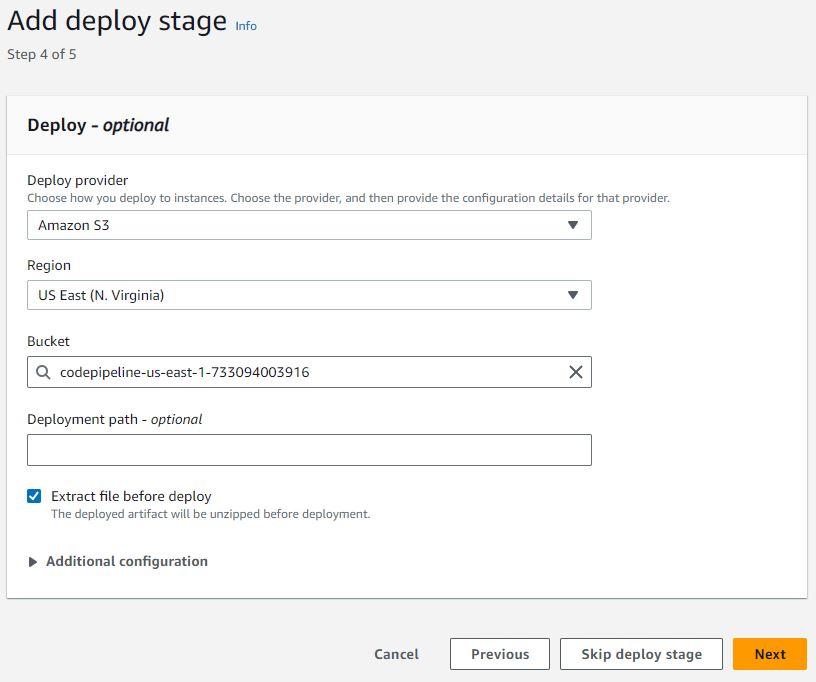 Add deploy stage Info
Step 4 of 5
Deploy - optional
Deploy provider
Choose how you deploy to instances. Choose the provider, and then provide the configuration details for that provider.
Amazon S3
Region
US East (N. Virginia)
Bucket
codepipeline-us-east-1-733094003916
Deployment path - optional
Extract file before deploy
The deployed artifact will be unzipped before deployment.
Additional configuration
Cancel
Previous
Skip deploy stage
Next